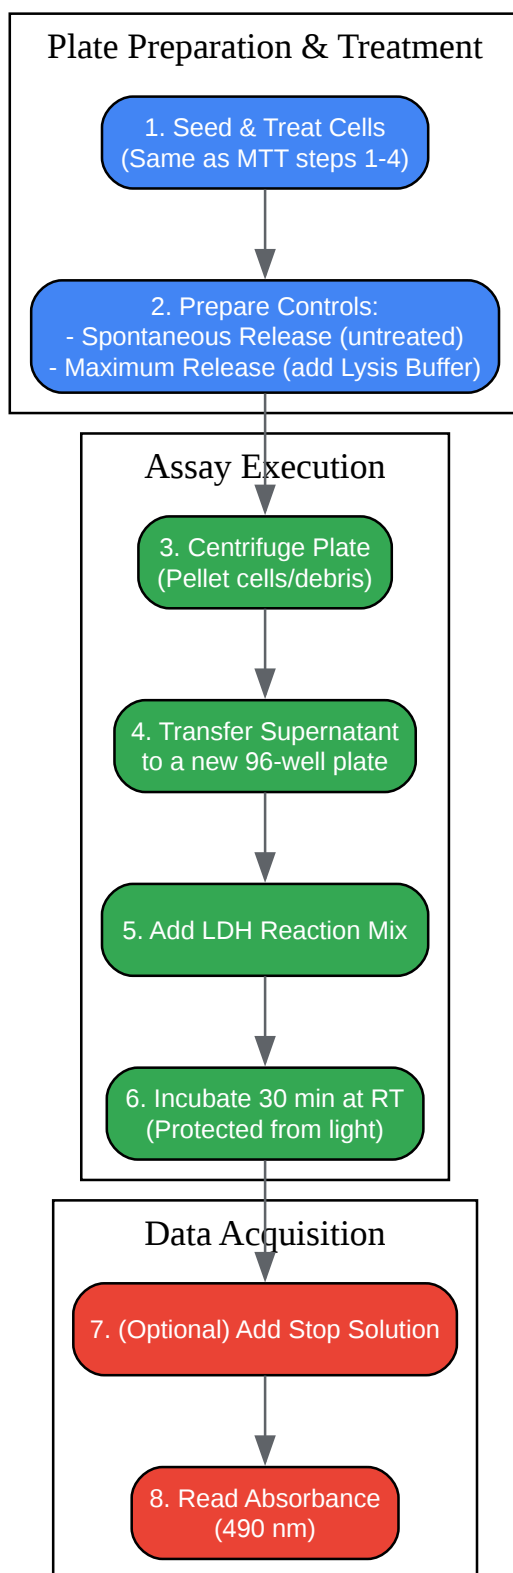 Plate Preparation & Treatment
1. Seed & Treat Cells
(Same as MTT steps 1-4)
2. Prepare Controls:
- Spontaneous Release (untreated)
- Maximum Release (add Lysis Buffer)
Assay Execution
3. Centrifuge Plate
(Pellet cells/debris)
4. Transfer Supernatant
to a new 96-well plate
5. Add LDH Reaction Mix
6. Incubate 30 min at RT
(Protected from light)
Data Acquisition
7. (Optional) Add Stop Solution
8. Read Absorbance
(490 nm)